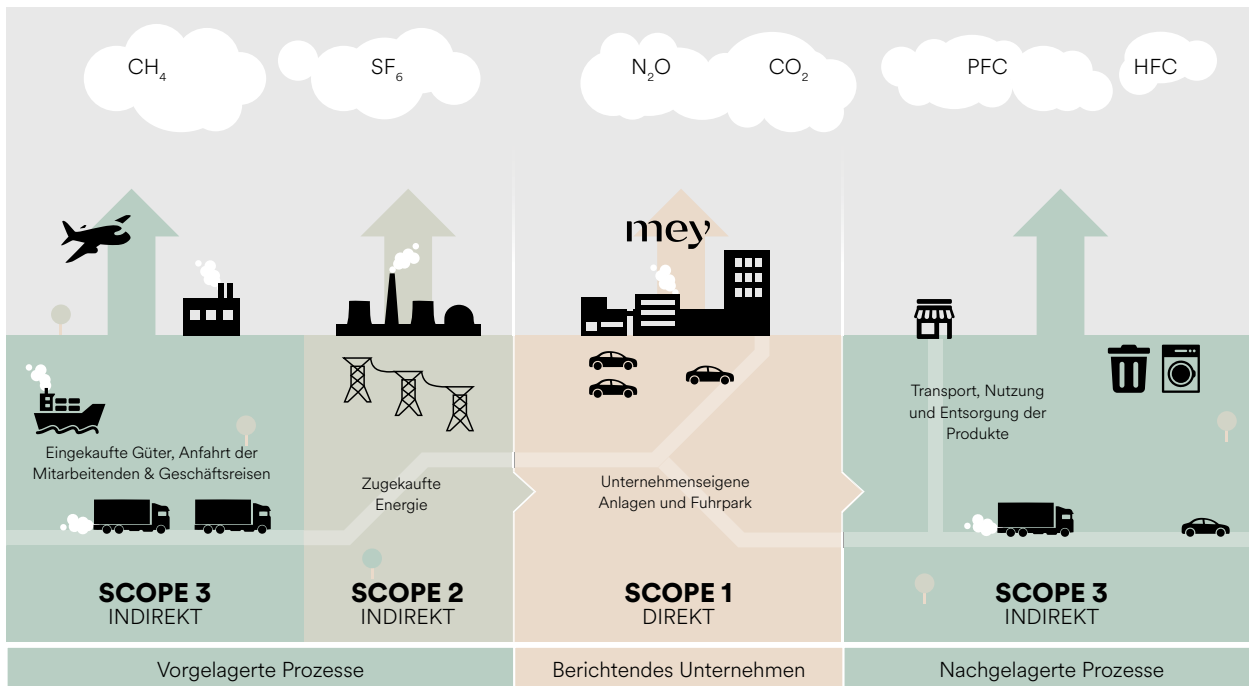 CH₄
SF₆
N₂O
CO₂
PFC
HFC
mey
Eingekaufte Güter, Anfahrt der
Mitarbeitenden & Geschäftsreisen
Zugekaufte
Energie
Unternehmenseigene
Anlagen und Fuhrpark
Transport, Nutzung
und Entsorgung der
Produkte
SCOPE 3
INDIREKT
SCOPE 2
INDIREKT
SCOPE 1
DIREKT
SCOPE 3
INDIREKT
Vorgelagerte Prozesse
Berichtendes Unternehmen
Nachgelagerte Prozesse